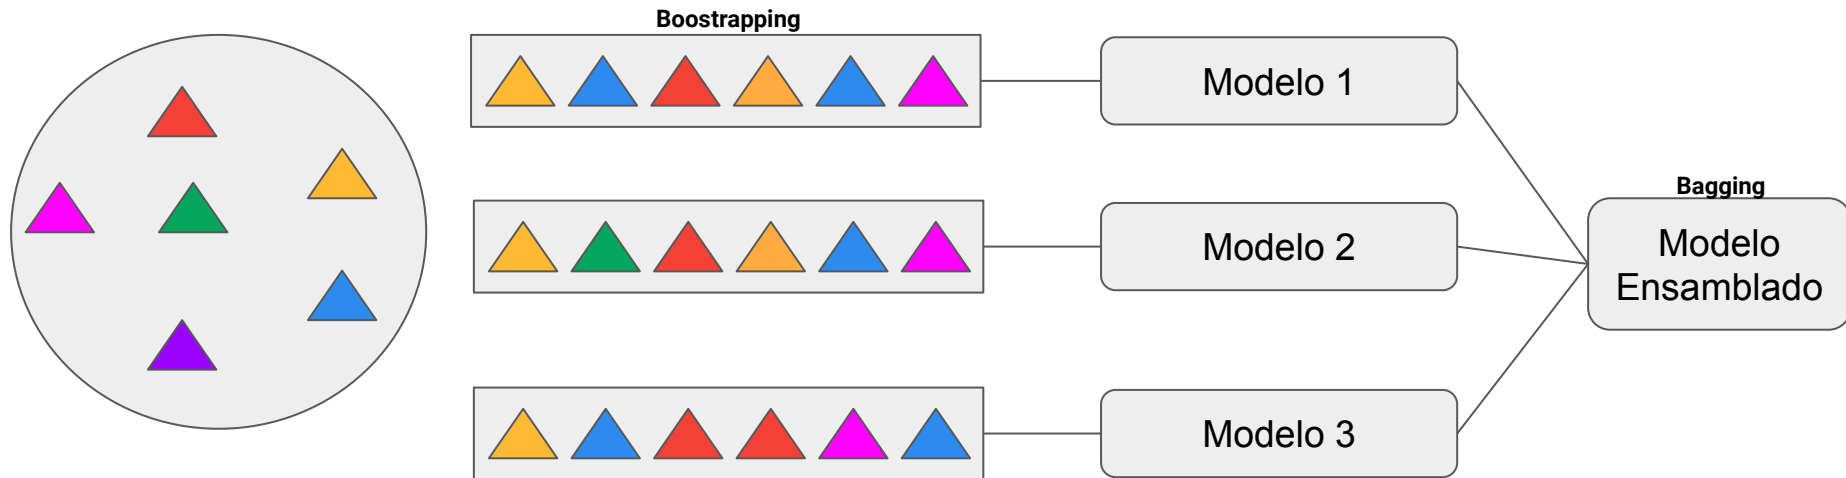 Boostrapping
Modelo 1
Modelo 2
Modelo 3
Bagging
Modelo
Ensamblado